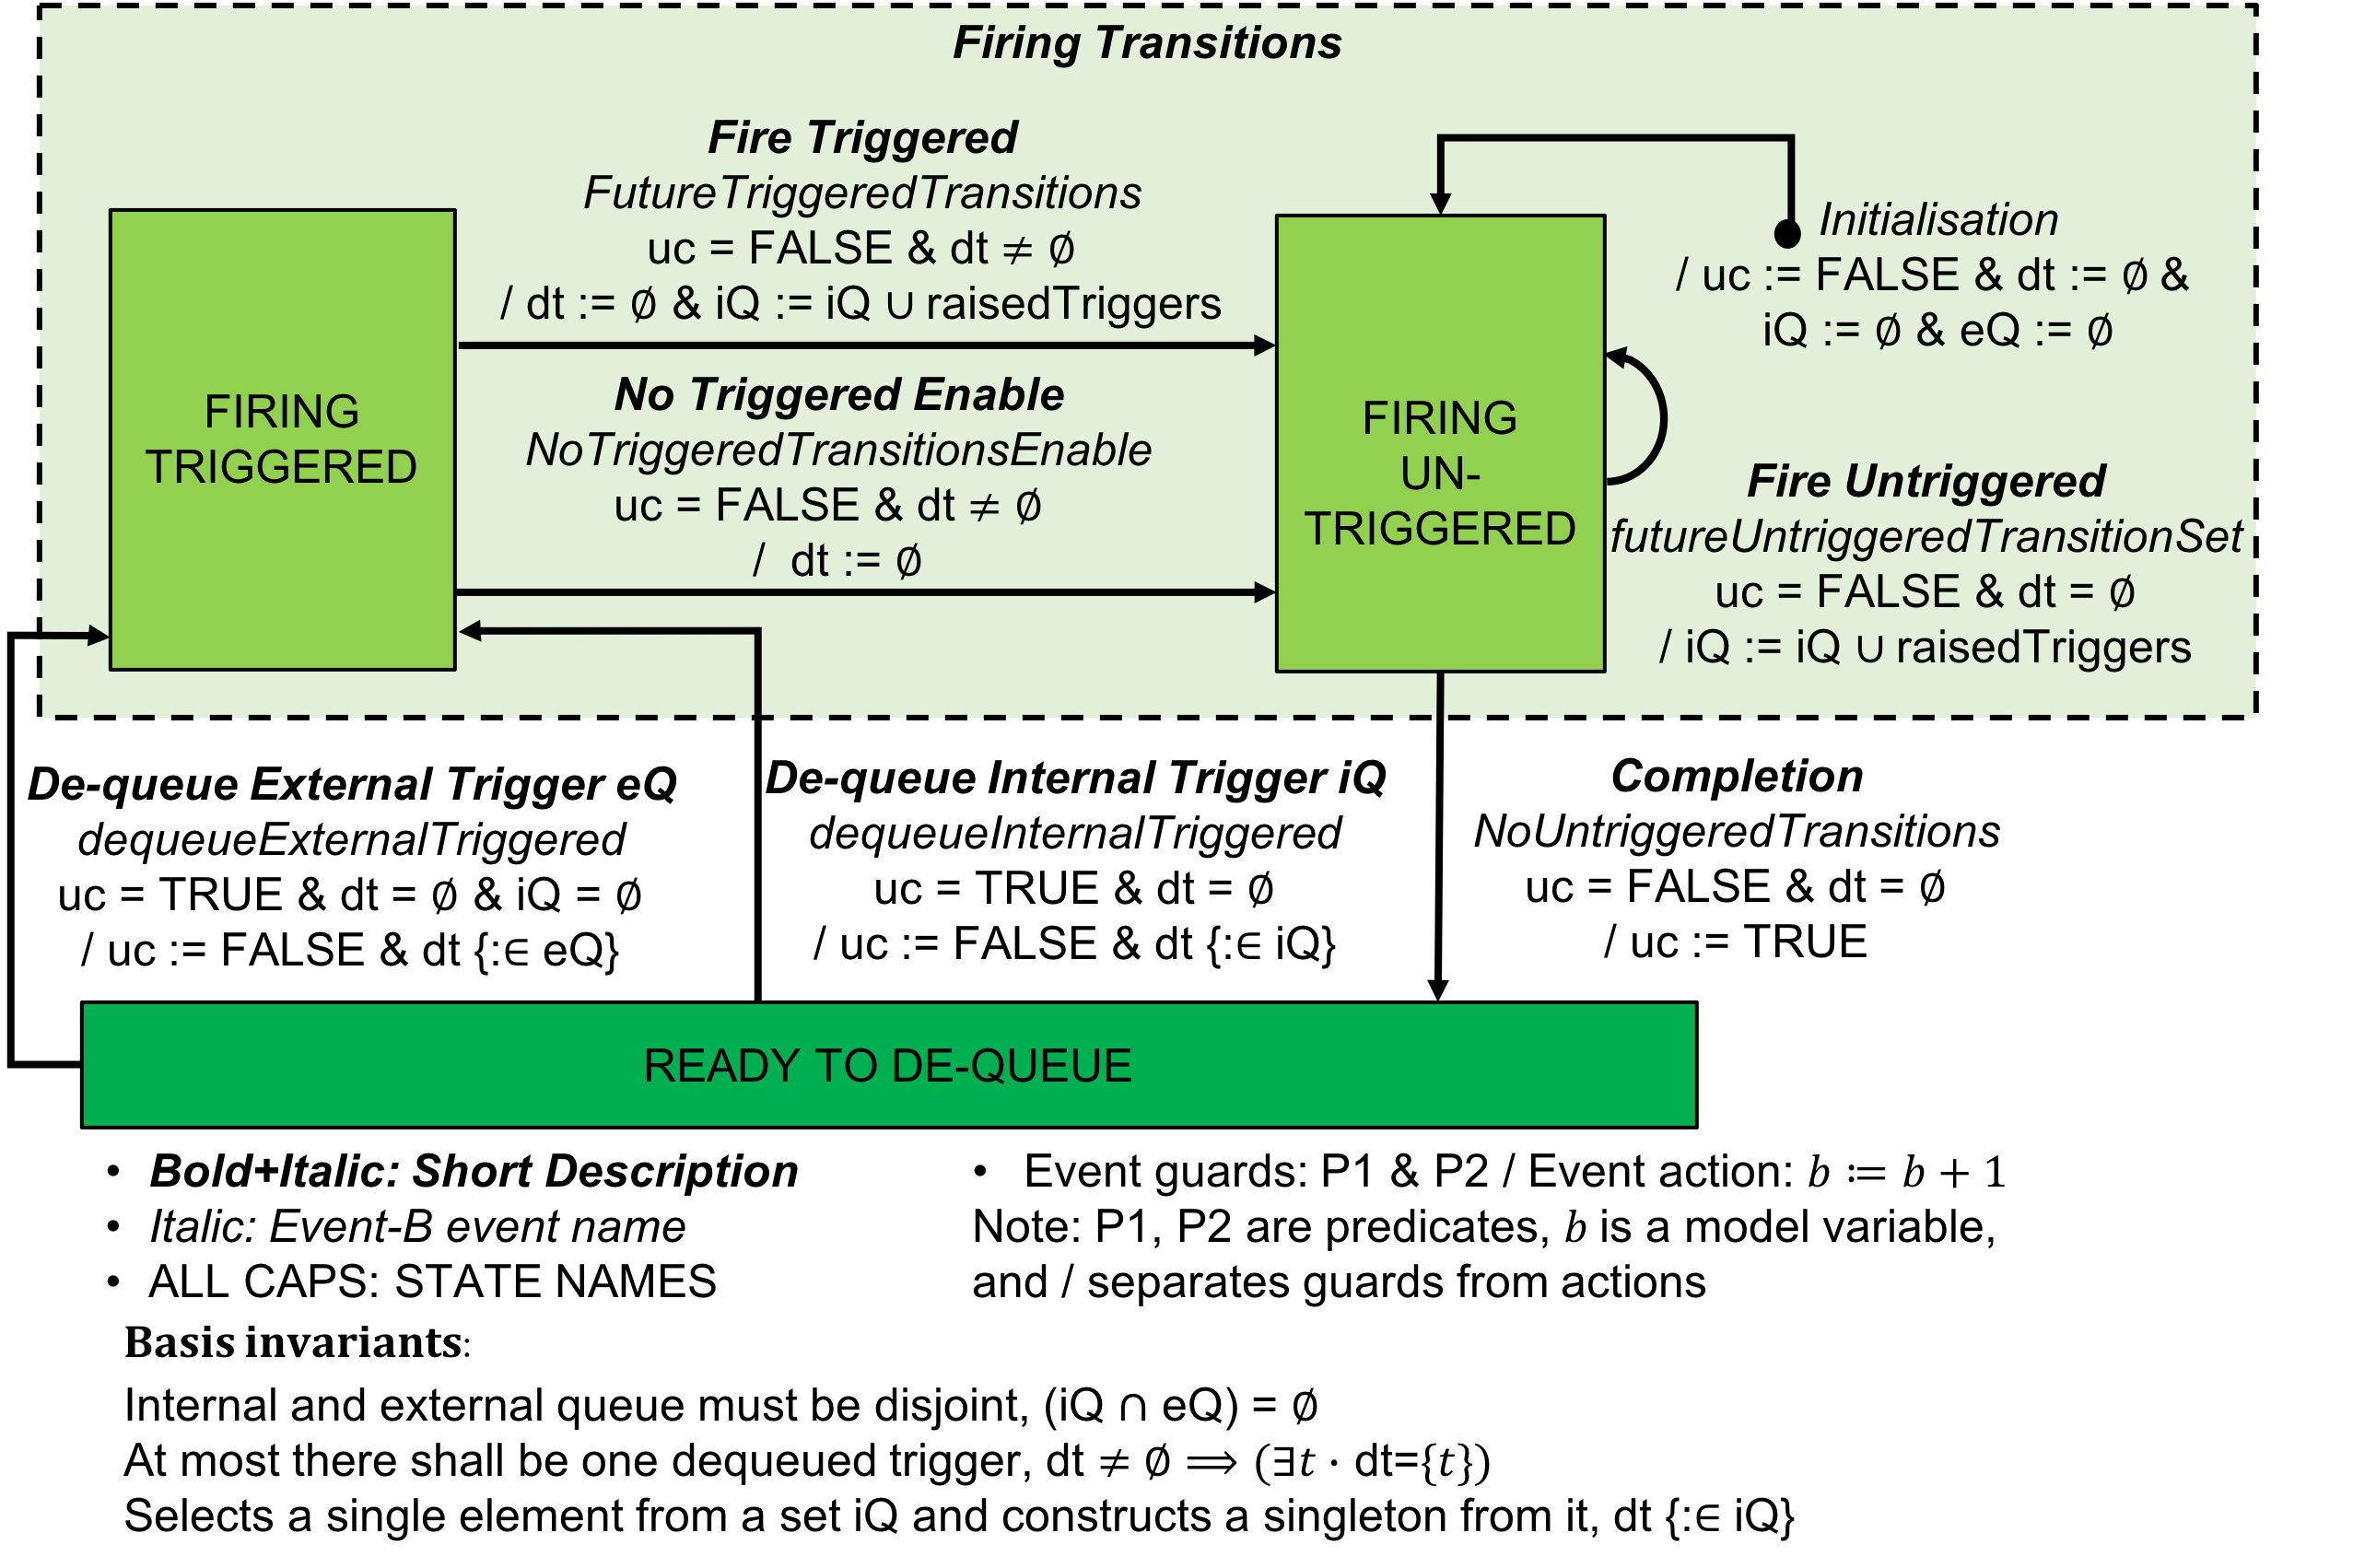 Firing Transitions
Fire Triggered
FutureTriggeredTransitions
uc = FALSE & dt ≠ ∅
/ dt := ∅ & iQ := iQ ∪ raisedTriggers
FIRING
TRIGGERED
No Triggered Enable
NoTriggeredTransitionsEnable
uc = FALSE & dt ≠ ∅
/ dt := ∅
FIRING
UN-
TRIGGERED
Initialisation
/ uc := FALSE & dt := ∅ &
iQ := ∅ & eQ := ∅
Fire Untriggered
futureUntriggeredTransitionSet
uc = FALSE & dt = ∅
/ iQ := iQ ∪ raisedTriggers
De-queue External Trigger eQ
dequeueExternalTriggered
uc = TRUE & dt = ∅ & iQ = ∅
/ uc := FALSE & dt {:∈ eQ}
De-queue Internal Trigger iQ
dequeueInternalTriggered
uc = TRUE & dt = ∅
/ uc := FALSE & dt {:∈ iQ}
Completion
NoUntriggeredTransitions
uc = FALSE & dt = ∅
/ uc := TRUE
READY TO DE-QUEUE
• Bold+Italic: Short Description
• Italic: Event-B event name
• ALL CAPS: STATE NAMES
• Event guards: P1 & P2 / Event action: b := b + 1
Note: P1, P2 are predicates, b is a model variable,
and / separates guards from actions
Basis invariants:
Internal and external queue must be disjoint, (iQ ∩ eQ) = ∅
At most there shall be one dequeued trigger, dt ≠ ∅ ⟹ (∃t · dt={t})
Selects a single element from a set iQ and constructs a singleton from it, dt {:∈ iQ}